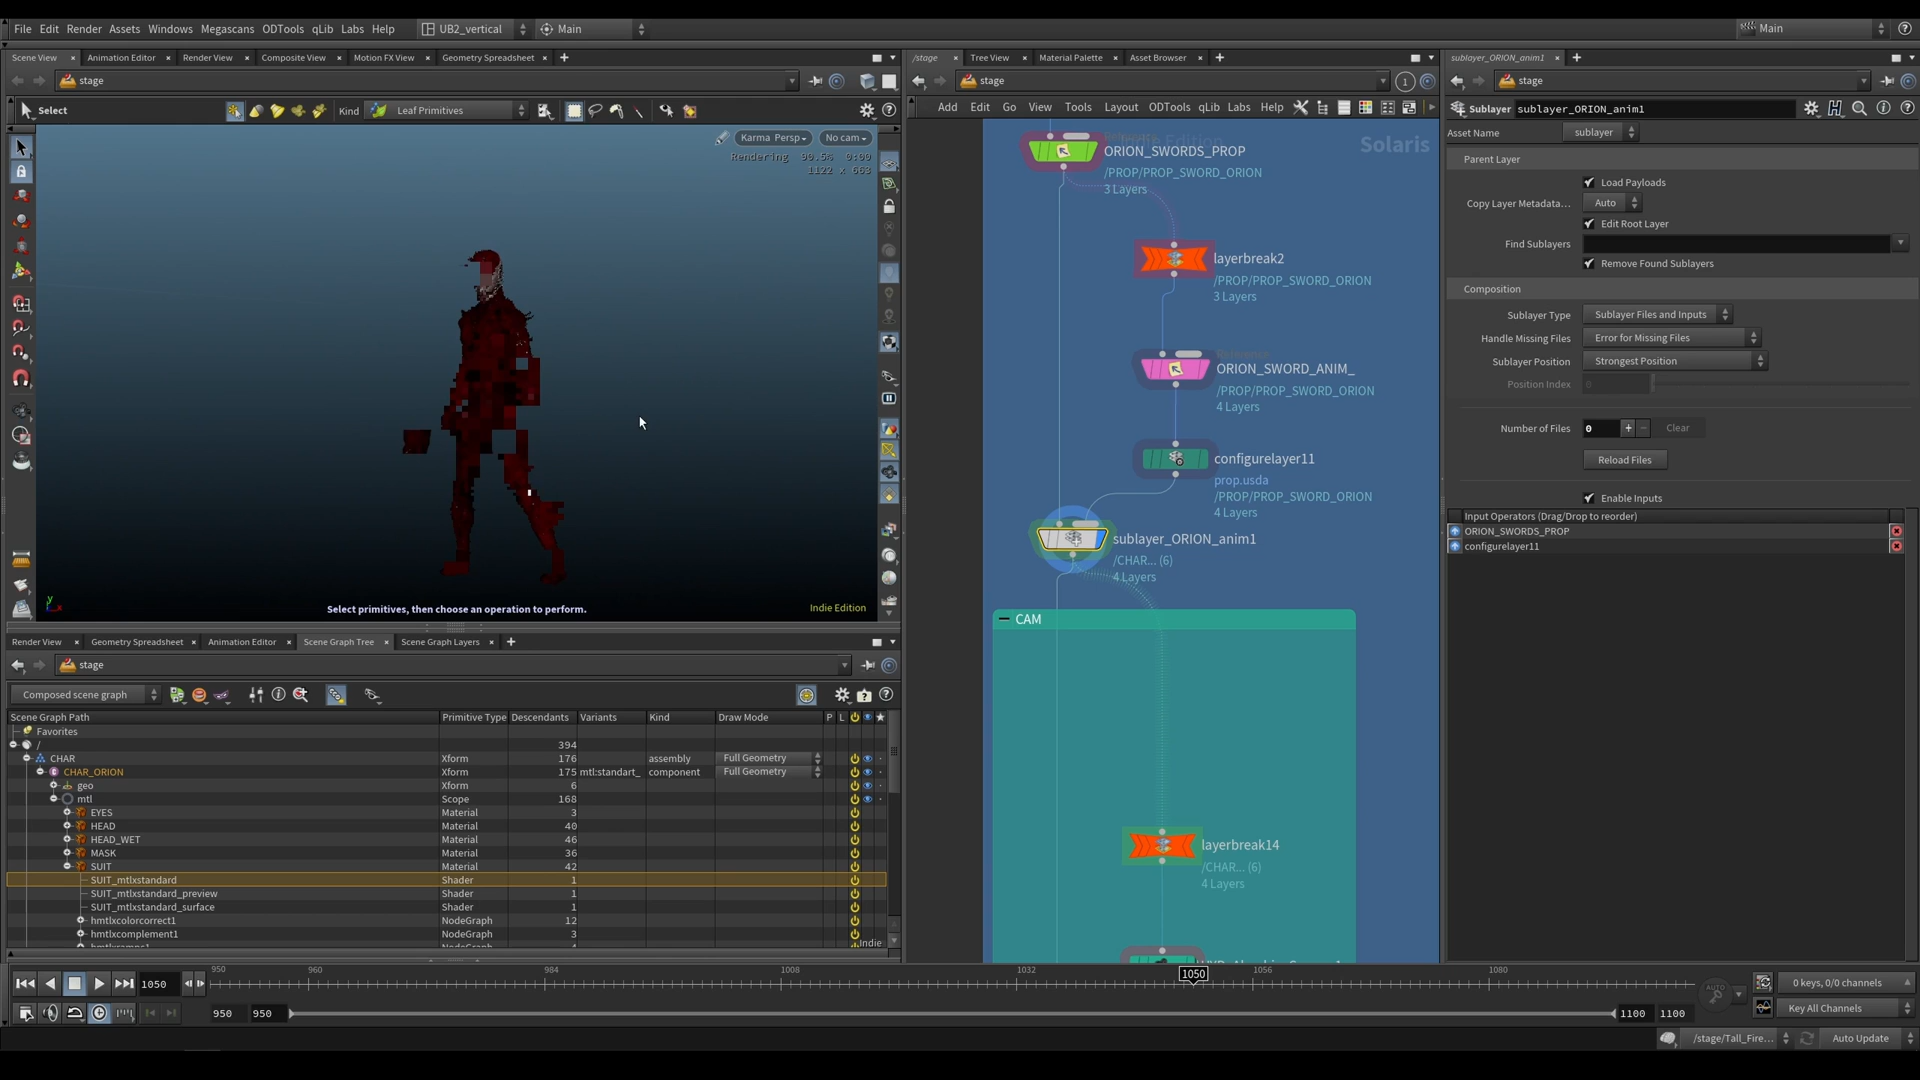 File Edit Render Assets Windows Megascans ODTools qLib Labs Help UB2_vertical Main Main
Scene View Animation Editor Render View Composite View Motion FX View Geometry Spreadsheet
stage
Select Kind Leaf Primitives
Karma Persp No cam
Rendering 90.5% 0:00
1122 x 663
Select primitives, then choose an operation to perform.
Indie Edition
Render View Geometry Spreadsheet Animation Editor Scene Graph Tree Scene Graph Layers
stage
Composed scene graph
Scene Graph Path Primitive Type Descendants Variants Kind Draw Mode P L
Favorites
/ 394
CHAR Xform 176 assembly Full Geometry
CHAR_ORION Xform 175 mtl:standart_ component Full Geometry
geo Xform 6
mtl Scope 168
EYES Material 3
HEAD Material 40
HEAD_WET Material 46
MASK Material 36
SUIT Material 42
SUIT_mtlxstandard Shader 1
SUIT_mtlxstandard_preview Shader 1
SUIT_mtlxstandard_surface Shader 1
hmtlxcolorcorrect1 NodeGraph 12
hmtlxcomplement1 NodeGraph 3
Indie
/stage Tree View Material Palette Asset Browser
stage 1
Add Edit Go View Tools Layout ODTools qLib Labs Help
Solaris
ORION_SWORDS_PROP
/PROP/PROP_SWORD_ORION
3 Layers
layerbreak2
/PROP/PROP_SWORD_ORION
3 Layers
ORION_SWORD_ANIM_
/PROP/PROP_SWORD_ORION
4 Layers
configurelayer11
prop.usda
/PROP/PROP_SWORD_ORION
4 Layers
sublayer_ORION_anim1
/CHAR... (6)
4 Layers
CAM
layerbreak14
/CHAR... (6)
4 Layers
sublayer_ORION_anim1
stage
Sublayer sublayer_ORION_anim1
Asset Name sublayer
Parent Layer
Load Payloads
Copy Layer Metadata... Auto
Edit Root Layer
Find Sublayers
Remove Found Sublayers
Composition
Sublayer Type Sublayer Files and Inputs
Handle Missing Files Error for Missing Files
Sublayer Position Strongest Position
Position Index 0
Number of Files 0 + - Clear
Reload Files
Enable Inputs
Input Operators (Drag/Drop to reorder)
ORION_SWORDS_PROP
configurelayer11
1050 950 960 984 1008 1032 1050 1056 1080
AUTO
0 keys, 0/0 channels
950 950 1100 1100
Key All Channels
/stage/Tall_Fire... Auto Update